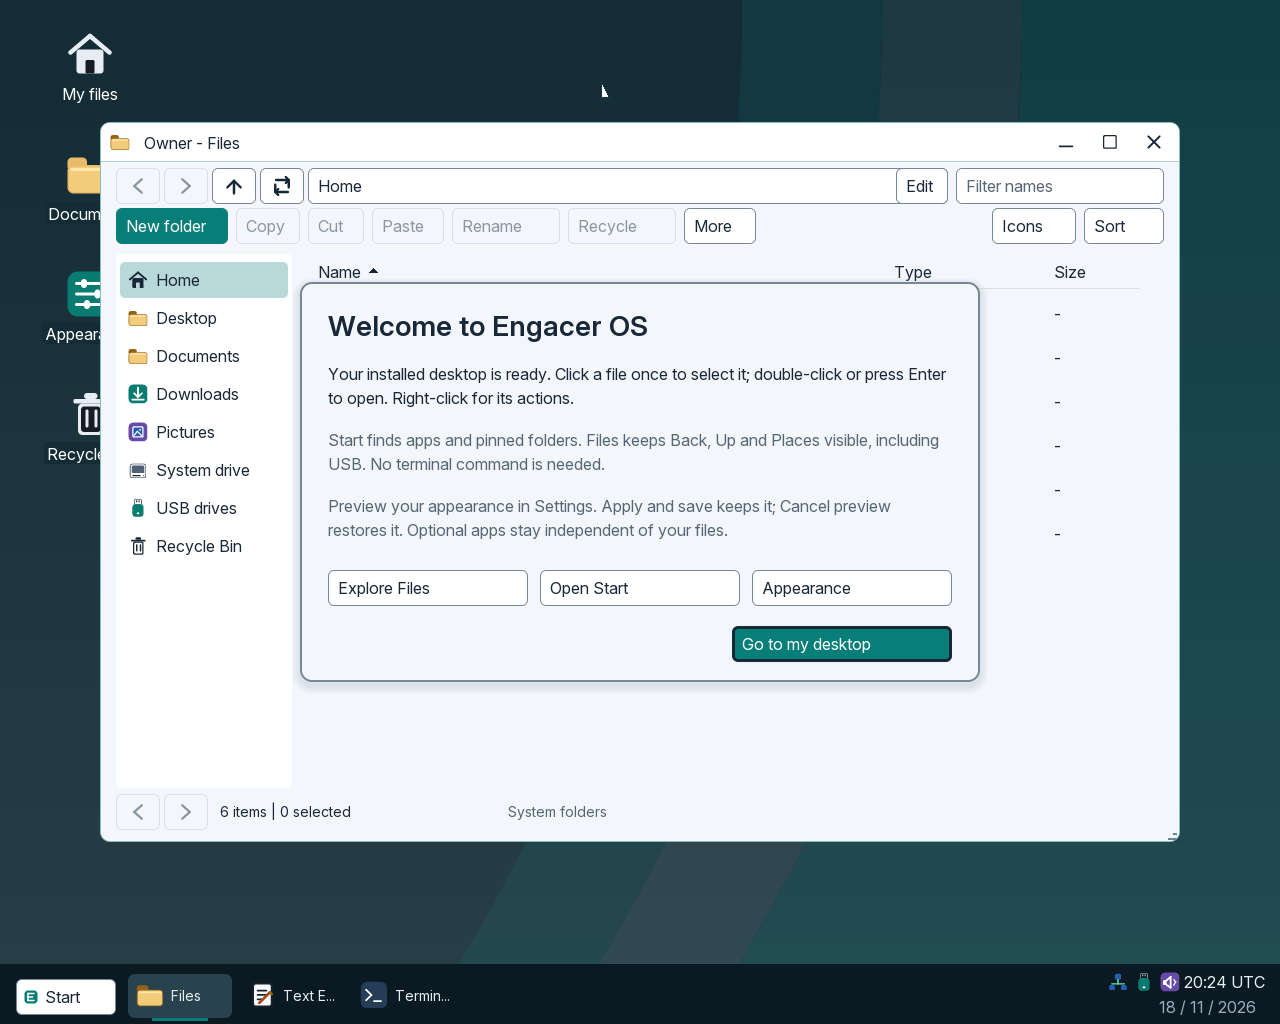 My files
Docum
Appeara
Recycle
Owner - Files
Home
Edit
Filter names
New folder
Copy
Cut
Paste
Rename
Recycle
More
Icons
Sort
Home
Desktop
Documents
Downloads
Pictures
System drive
USB drives
Recycle Bin
Name
Type
Size
-
-
-
-
-
-
Welcome to Engacer OS
Your installed desktop is ready. Click a file once to select it; double-click or press Enter
to open. Right-click for its actions.
Start finds apps and pinned folders. Files keeps Back, Up and Places visible, including
USB. No terminal command is needed.
Preview your appearance in Settings. Apply and save keeps it; Cancel preview
restores it. Optional apps stay independent of your files.
Explore Files
Open Start
Appearance
Go to my desktop
6 items | 0 selected
System folders
Start
Files
Text E...
Termin...
20:24 UTC
18 / 11 / 2026